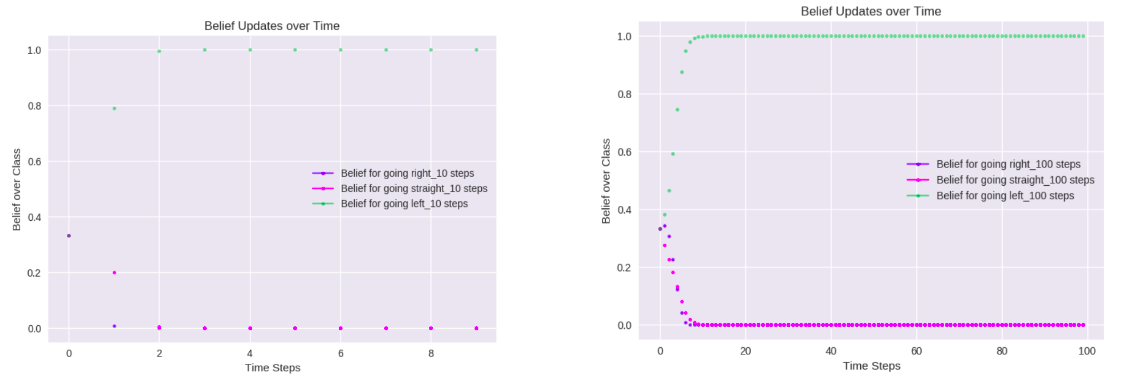 Belief Updates over Time
1.0
0.8
0.6
0.4
0.2
0.0
Belief over Class
Belief for going right_10 steps
Belief for going straight_10 steps
Belief for going left_10 steps
0 2 4 6 8
Time Steps
Belief Updates over Time
1.0
0.8
0.6
0.4
0.2
0.0
Belief over Class
Belief for going right_100 steps
Belief for going straight_100 steps
Belief for going left_100 steps
0 20 40 60 80 100
Time Steps